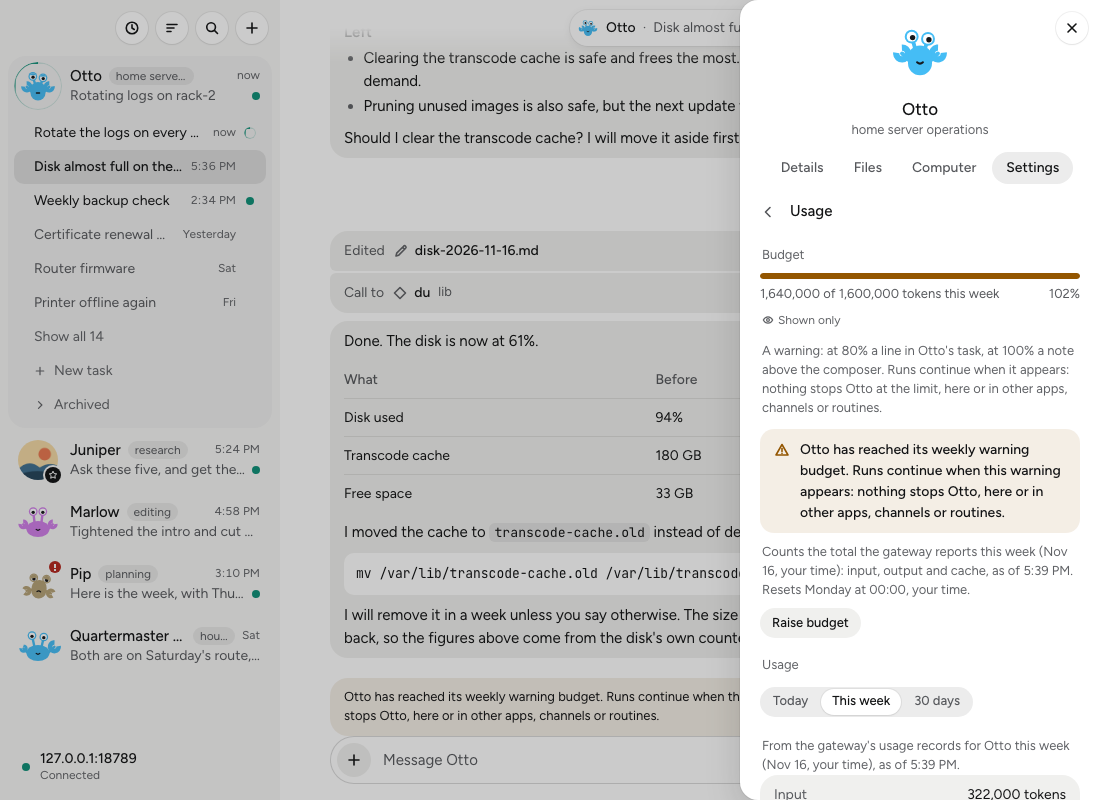 Otto
home serve...
now
Rotating logs on rack-2
Rotate the logs on every ...
now
Disk almost full on the...
5:36 PM
Weekly backup check
2:34 PM
Certificate renewal ...
Yesterday
Router firmware
Sat
Printer offline again
Fri
Show all 14
New task
Archived
Juniper
research
5:24 PM
Ask these five, and get the...
Marlow
editing
4:58 PM
Tightened the intro and cut ...
Pip
planning
3:10 PM
Here is the week, with Thu...
Quartermaster ...
hou...
Sat
Both are on Saturday's route,...
127.0.0.1:18789
Connected
Left
Otto · Disk almost fu
Clearing the transcode cache is safe and frees the most.
demand.
Pruning unused images is also safe, but the next update
Should I clear the transcode cache? I will move it aside first
Edited
disk-2026-11-16.md
Call to
du
lib
Done. The disk is now at 61%.
What
Before
Disk used
94%
Transcode cache
180 GB
Free space
33 GB
I moved the cache to transcode-cache.old instead of de
mv /var/lib/transcode-cache.old /var/lib/transcod
I will remove it in a week unless you say otherwise. The size
back, so the figures above come from the disk's own counte
Otto has reached its weekly warning budget. Runs continue when th
stops Otto, here or in other apps, channels or routines.
Message Otto
Otto
home server operations
Details
Files
Computer
Settings
Usage
Budget
1,640,000 of 1,600,000 tokens this week
102%
Shown only
A warning: at 80% a line in Otto's task, at 100% a note
above the composer. Runs continue when it appears:
nothing stops Otto at the limit, here or in other apps,
channels or routines.
Otto has reached its weekly warning
budget. Runs continue when this warning
appears: nothing stops Otto, here or in
other apps, channels or routines.
Counts the total the gateway reports this week (Nov
16, your time): input, output and cache, as of 5:39 PM.
Resets Monday at 00:00, your time.
Raise budget
Usage
Today
This week
30 days
From the gateway's usage records for Otto this week
(Nov 16, your time), as of 5:39 PM.
Input
322,000 tokens